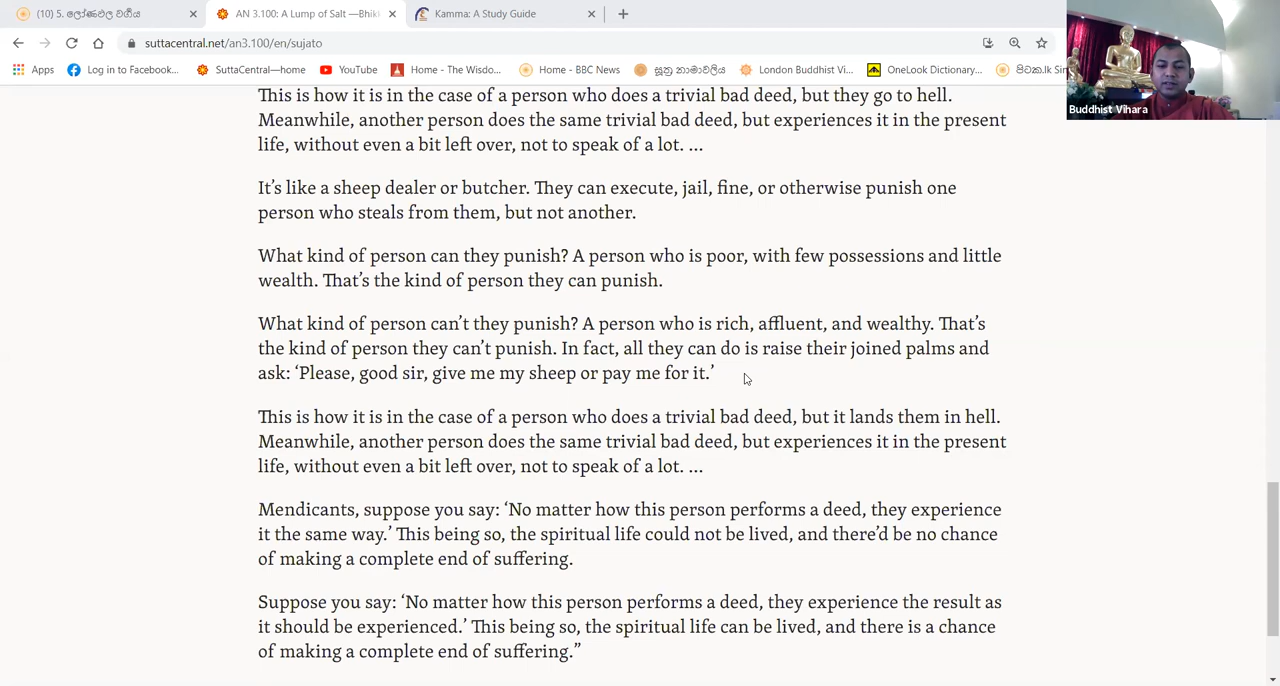 (10) 5. ලෝණඵල වග්ගය
AN 3.100: A Lump of Salt —Bhikk
Kamma: A Study Guide
suttacentral.net/an3.100/en/sujato
Apps
Log in to Facebook...
SuttaCentral—home
YouTube
Home - The Wisdo...
Home - BBC News
සූත්‍ර නාමාවලිය
London Buddhist Vi...
OneLook Dictionary...
පිටක.lk Sin
Buddhist Vihara
This is how it is in the case of a person who does a trivial bad deed, but they go to hell.
Meanwhile, another person does the same trivial bad deed, but experiences it in the present
life, without even a bit left over, not to speak of a lot. …
It’s like a sheep dealer or butcher. They can execute, jail, fine, or otherwise punish one
person who steals from them, but not another.
What kind of person can they punish? A person who is poor, with few possessions and little
wealth. That’s the kind of person they can punish.
What kind of person can’t they punish? A person who is rich, affluent, and wealthy. That’s
the kind of person they can’t punish. In fact, all they can do is raise their joined palms and
ask: ‘Please, good sir, give me my sheep or pay me for it.’
This is how it is in the case of a person who does a trivial bad deed, but it lands them in hell.
Meanwhile, another person does the same trivial bad deed, but experiences it in the present
life, without even a bit left over, not to speak of a lot. …
Mendicants, suppose you say: ‘No matter how this person performs a deed, they experience
it the same way.’ This being so, the spiritual life could not be lived, and there’d be no chance
of making a complete end of suffering.
Suppose you say: ‘No matter how this person performs a deed, they experience the result as
it should be experienced.’ This being so, the spiritual life can be lived, and there is a chance
of making a complete end of suffering.”